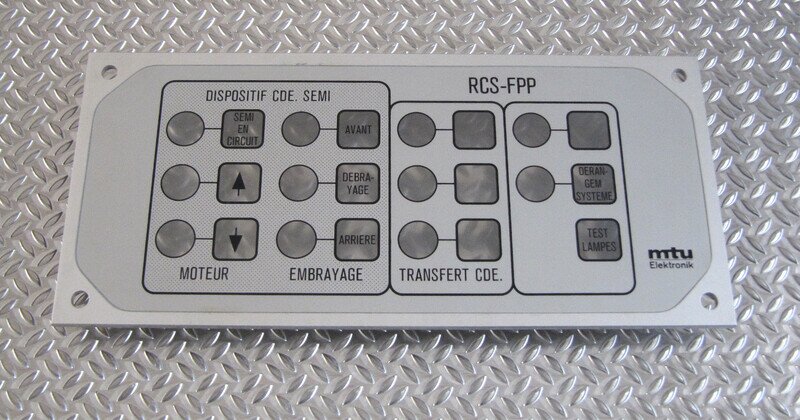 RCS-FPP
DISPOSITIF CDE. SEMI
SEMI
EN
CIRCUIT
AVANT
DEBRA-
YAGE
ARRIERE
MOTEUR
EMBRAYAGE
TRANSFERT CDE.
DERAN-
GEM
SYSTEME
TEST
LAMPES
mtu
Elektronik